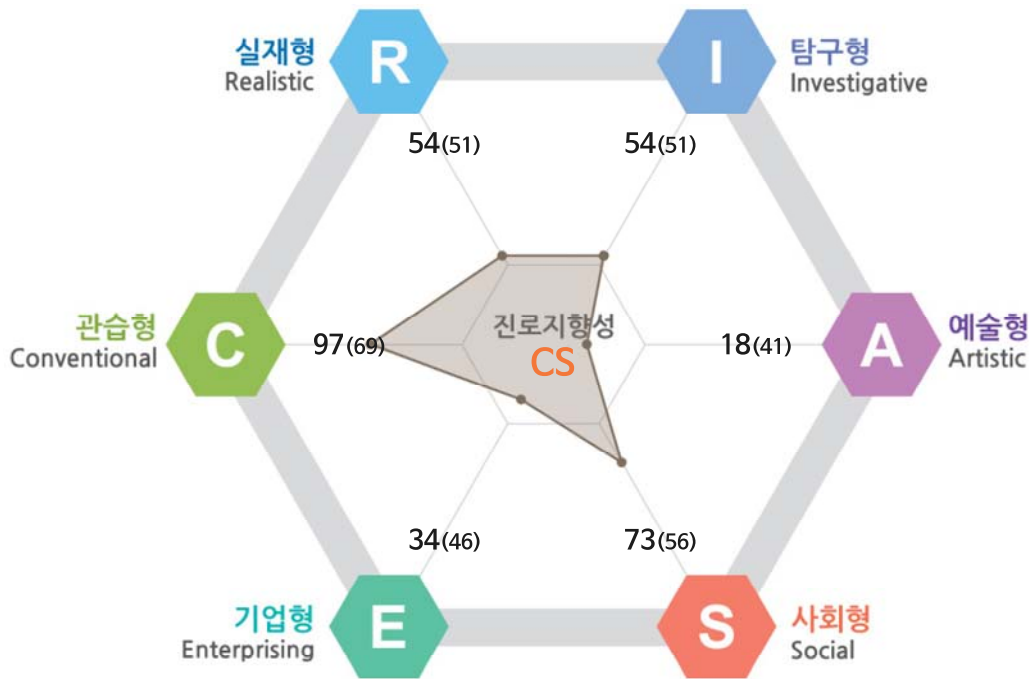 실재형
Realistic
R
I
탐구형
Investigative
54(51)
54(51)
관습형
Conventional
C
97(69)
진로지향성
CS
18(41)
A
예술형
Artistic
34(46)
73(56)
기업형
Enterprising
E
S
사회형
Social